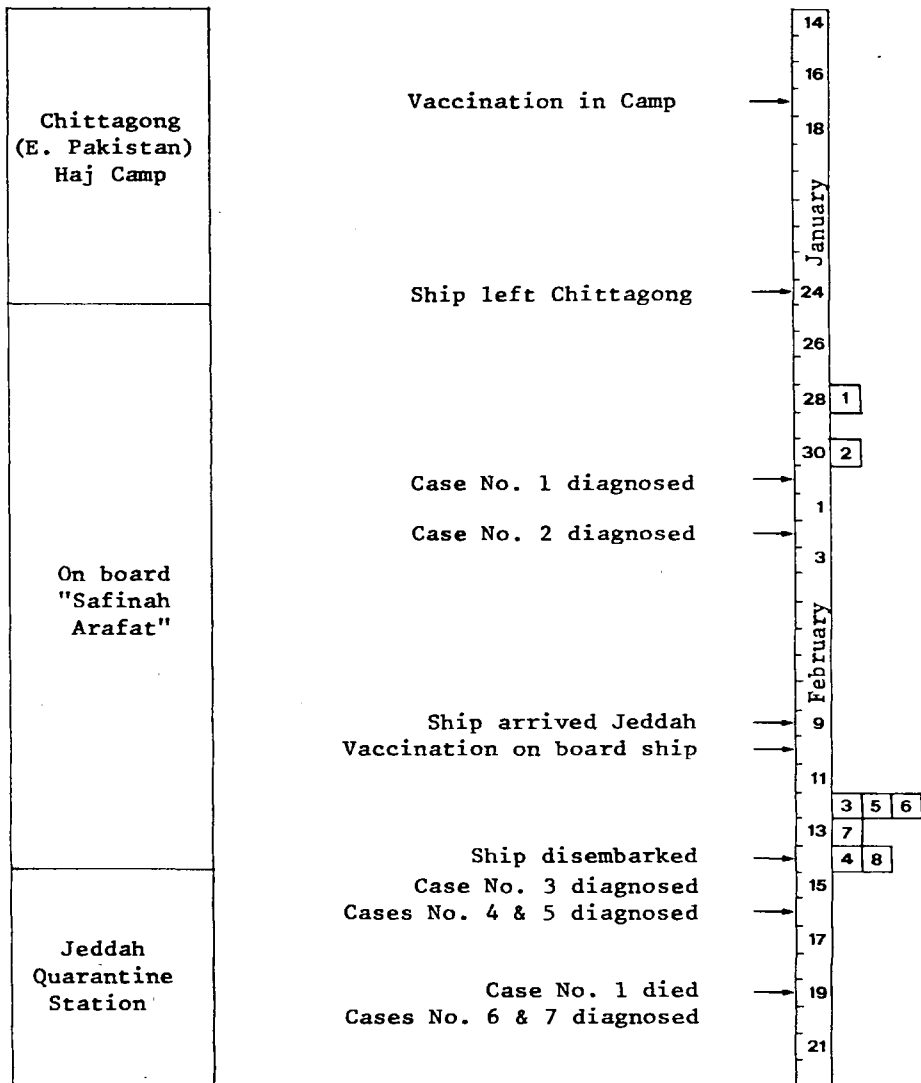 Chittagong
(E. Pakistan)
Haj Camp
On board
"Safinah
Arafat"
Jeddah
Quarantine
Station
Vaccination in Camp
Ship left Chittagong
Case No. 1 diagnosed
Case No. 2 diagnosed
Ship arrived Jeddah
Vaccination on board ship
Ship disembarked
Case No. 3 diagnosed
Cases No. 4 & 5 diagnosed
Case No. 1 died
Cases No. 6 & 7 diagnosed
14
16
18
January
24
26
28 1
30 2
1
3
February
9
11
3 5 6
13 7
4 8
15
17
19
21